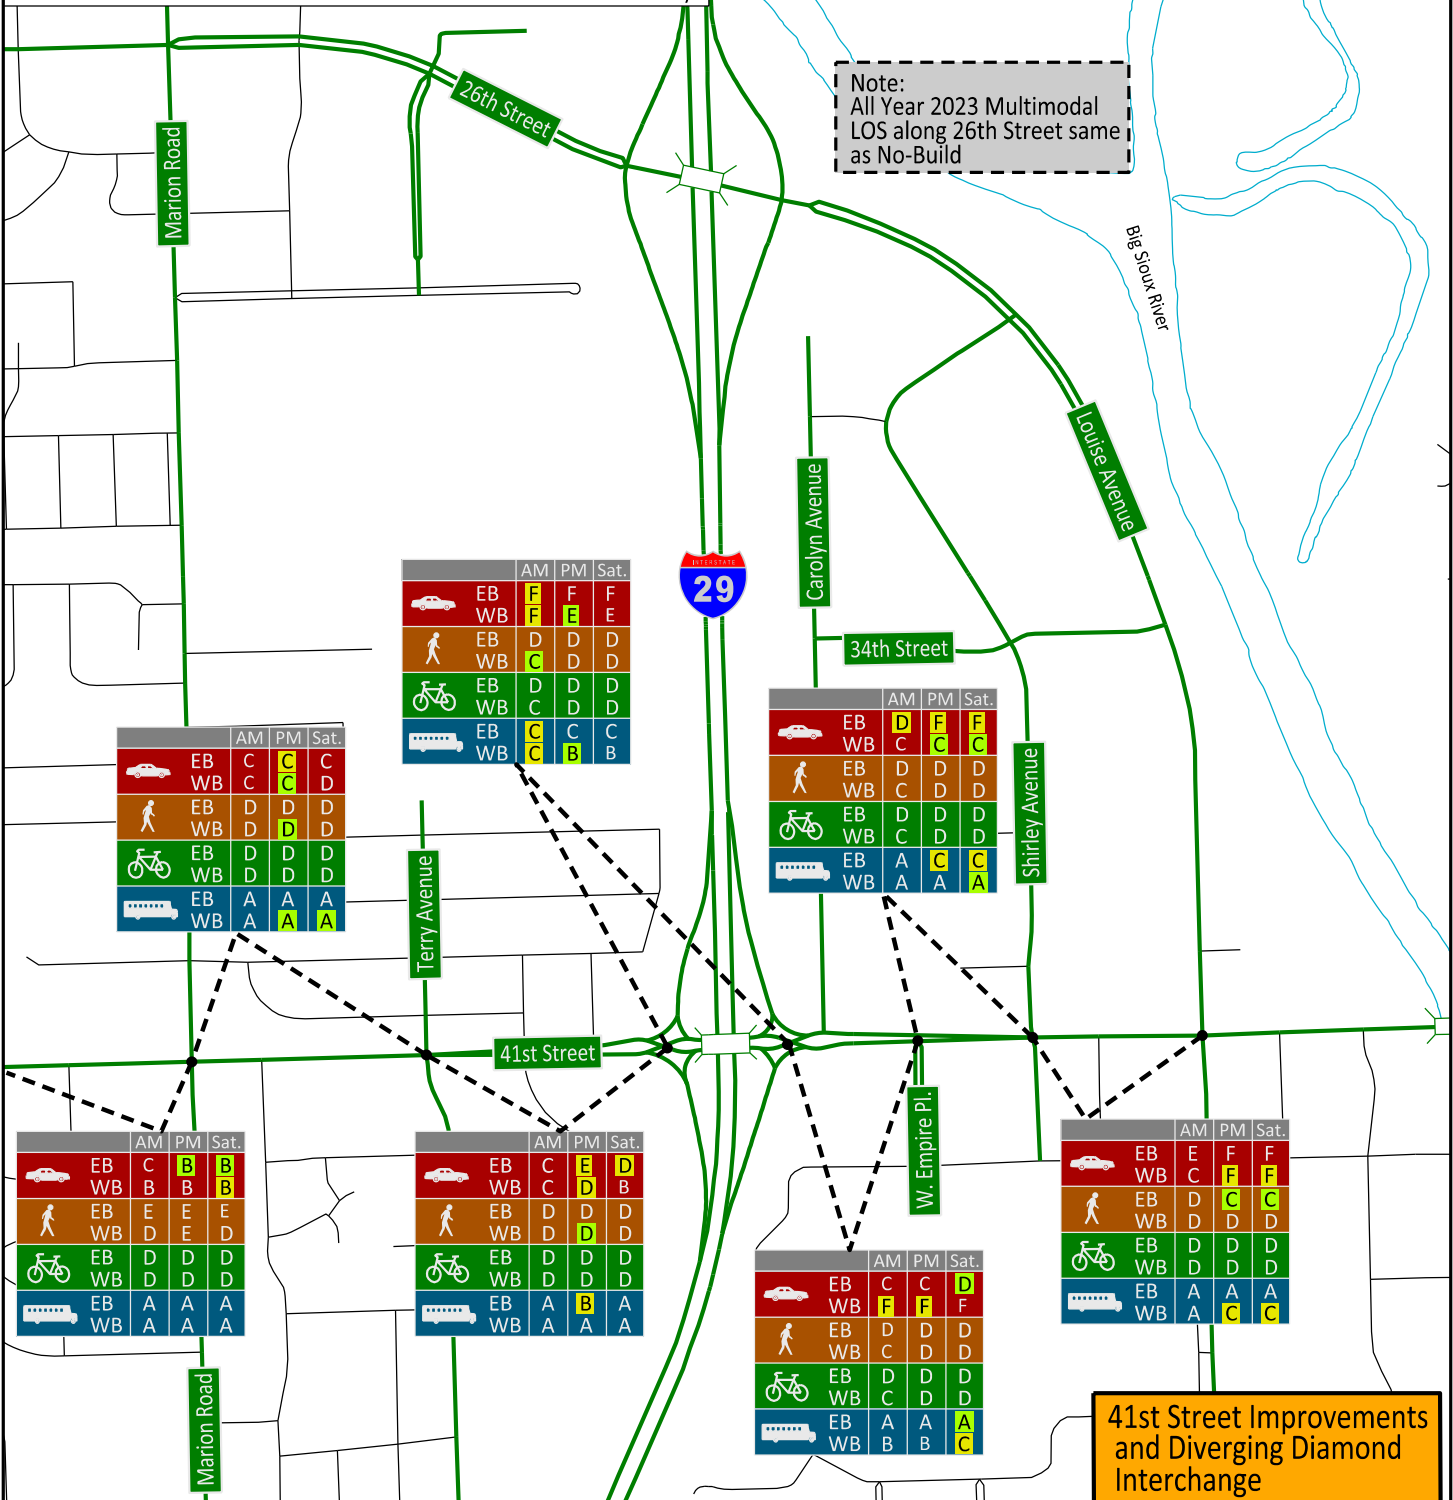 Note:
All Year 2023 Multimodal
LOS along 26th Street same
as No-Build
26th Street
Marion Road
Big Sioux River
Louise Avenue
Carolyn Avenue
INTERSTATE
29
34th Street
Shirley Avenue
Terry Avenue
41st Street
W. Empire Pl.
Marion Road
AM PM Sat.
EB F F F
WB F E E
EB D D D
WB C D D
EB D D D
WB C D D
EB C C C
WB C B B
AM PM Sat.
EB D F F
WB C C C
EB D D D
WB C D D
EB D D D
WB C D D
EB A C C
WB A A A
AM PM Sat.
EB C C C
WB C C D
EB D D D
WB D D D
EB D D D
WB D D D
EB A A A
WB A A A
AM PM Sat.
EB C B B
WB B B B
EB E E E
WB D E D
EB D D D
WB D D D
EB A A A
WB A A A
AM PM Sat.
EB C E D
WB C D B
EB D D D
WB D D D
EB D D D
WB D D D
EB A B A
WB A A A
AM PM Sat.
EB C C D
WB F F F
EB D D D
WB C D D
EB D D D
WB C D D
EB A A A
WB B B C
AM PM Sat.
EB E F F
WB C F F
EB D C C
WB D D D
EB D D D
WB D D D
EB A A A
WB A C C
41st Street Improvements
and Diverging Diamond
Interchange